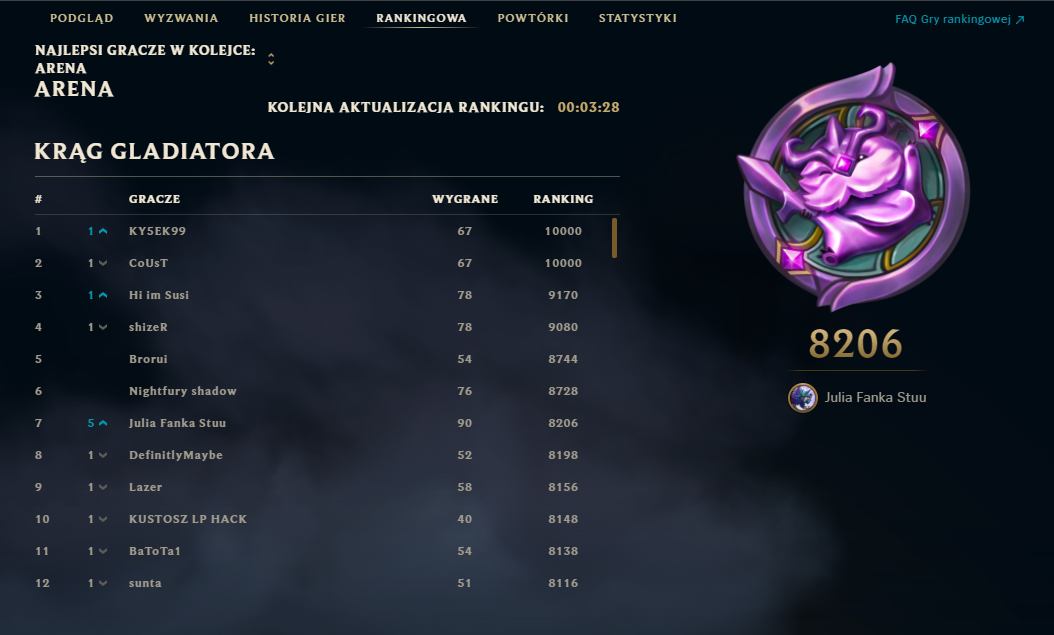 PODGLĄD WYZWANIA HISTORIA GIER RANKINGOWA POWTÓRKI STATYSTYKI FAQ Gry rankingowej ↗
NAJLEPSI GRACZE W KOLEJCE:
ARENA
ARENA
KOLEJNA AKTUALIZACJA RANKINGU: 00:03:28
KRĄG GLADIATORA
# GRACZE WYGRANE RANKING
1 1 KY5EK99 67 10000
2 1 CoUsT 67 10000
3 1 Hi im Susi 78 9170
4 1 shizeR 78 9080
5 Brorui 54 8744
6 Nightfury shadow 76 8728
7 5 Julia Fanka Stuu 90 8206
8 1 DefinitlyMaybe 52 8198
9 1 Lazer 58 8156
10 1 KUSTOSZ LP HACK 40 8148
11 1 BaToTa1 54 8138
12 1 sunta 51 8116
8206
Julia Fanka Stuu